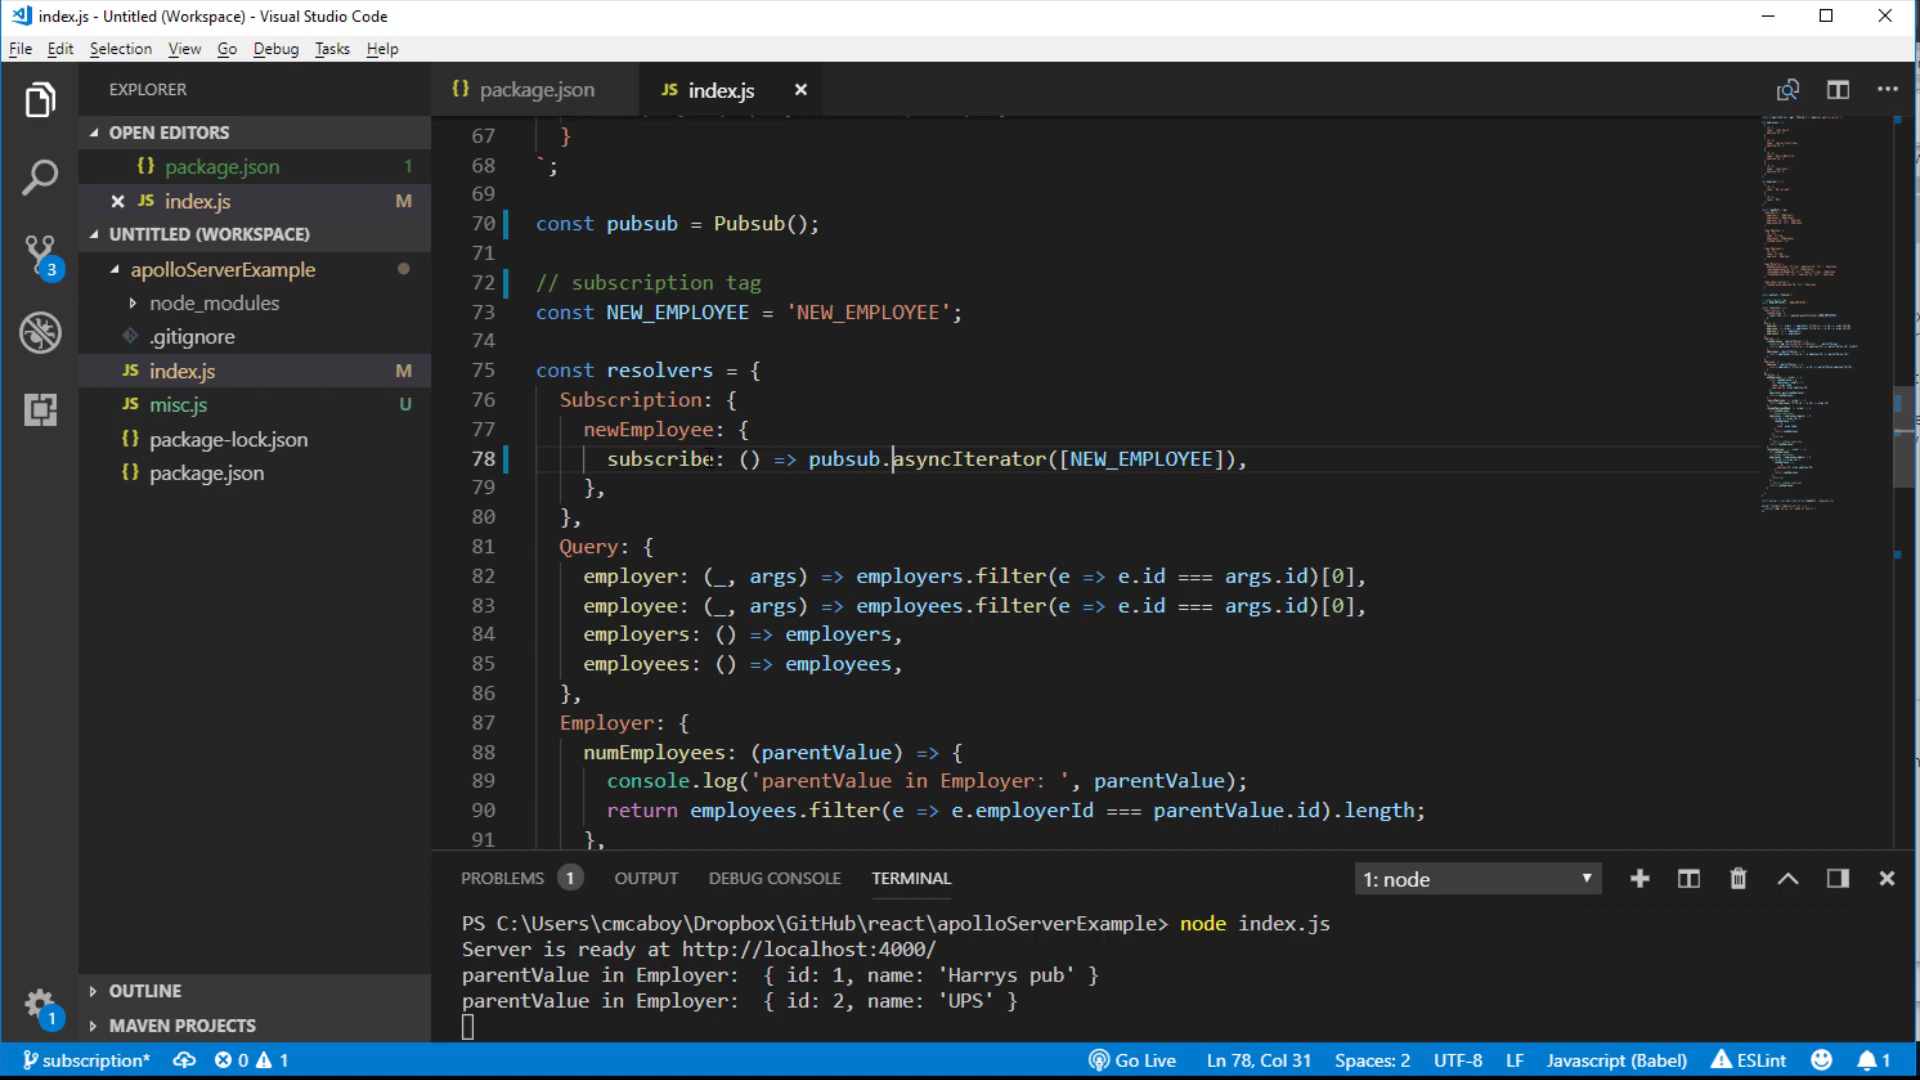 index.js - Untitled (Workspace) - Visual Studio Code
File Edit Selection View Go Debug Tasks Help
EXPLORER
OPEN EDITORS
{} package.json 1
JS index.js M
UNTITLED (WORKSPACE)
apolloServerExample
node_modules
.gitignore
JS index.js M
JS misc.js U
{} package-lock.json
{} package.json
OUTLINE
MAVEN PROJECTS
3
1
{} package.json
JS index.js
67 }
68 `;
69
70 const pubsub = Pubsub();
71
72 // subscription tag
73 const NEW_EMPLOYEE = 'NEW_EMPLOYEE';
74
75 const resolvers = {
76 Subscription: {
77 newEmployee: {
78 subscribe: () => pubsub.asyncIterator([NEW_EMPLOYEE]),
79 },
80 },
81 Query: {
82 employer: (_, args) => employers.filter(e => e.id === args.id)[0],
83 employee: (_, args) => employees.filter(e => e.id === args.id)[0],
84 employers: () => employers,
85 employees: () => employees,
86 },
87 Employer: {
88 numEmployees: (parentValue) => {
89 console.log('parentValue in Employer: ', parentValue);
90 return employees.filter(e => e.employerId === parentValue.id).length;
91 },
PROBLEMS 1 OUTPUT DEBUG CONSOLE TERMINAL 1: node
PS C:\Users\cmcaboy\Dropbox\GitHub\react\apolloServerExample> node index.js
Server is ready at http://localhost:4000/
parentValue in Employer:  { id: 1, name: 'Harrys pub' }
parentValue in Employer:  { id: 2, name: 'UPS' }
subscription* 0 1 Go Live Ln 78, Col 31 Spaces: 2 UTF-8 LF Javascript (Babel) ESLint 1